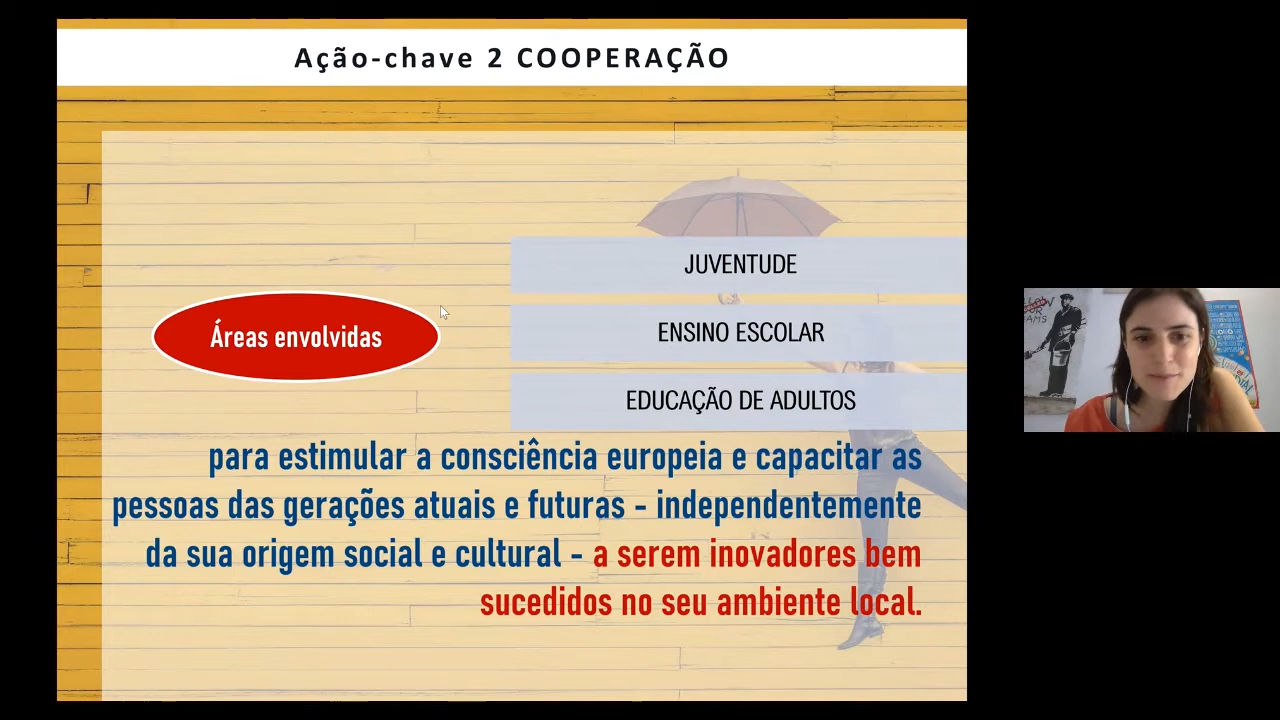 Ação-chave 2 COOPERAÇÃO
JUVENTUDE
Áreas envolvidas
ENSINO ESCOLAR
EDUCAÇÃO DE ADULTOS
para estimular a consciência europeia e capacitar as
pessoas das gerações atuais e futuras - independentemente
da sua origem social e cultural - a serem inovadores bem
sucedidos no seu ambiente local.